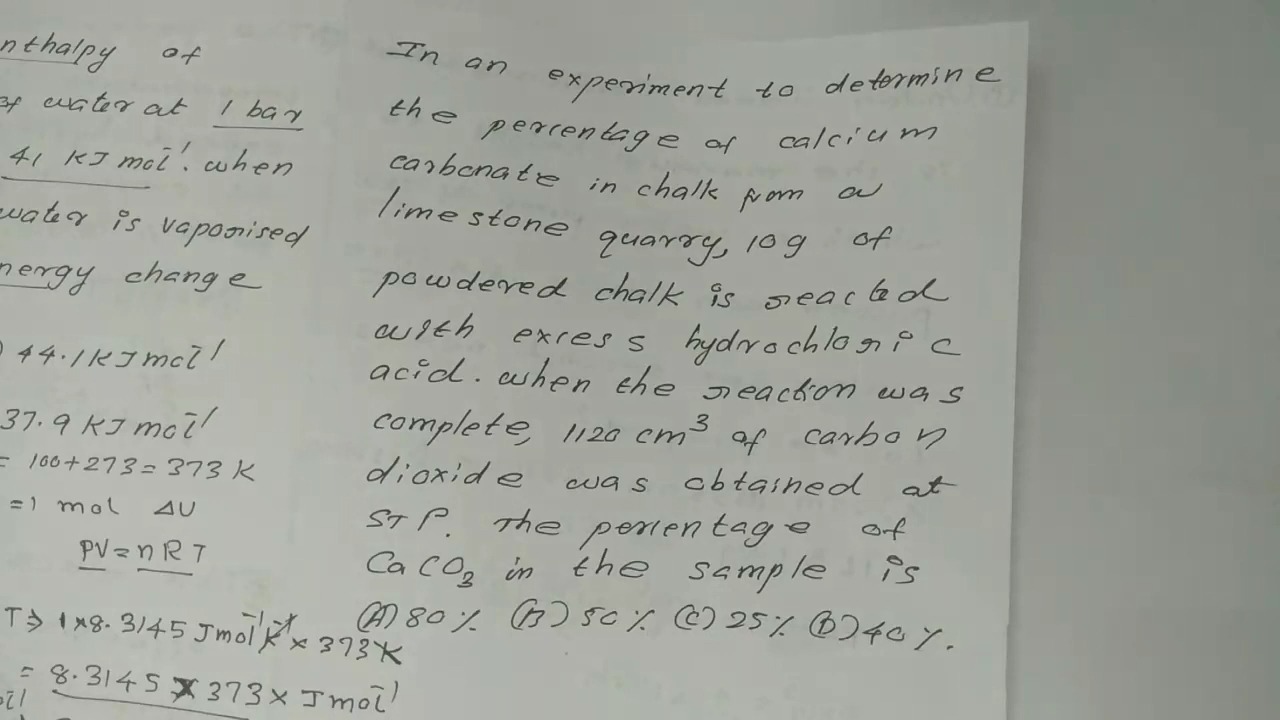 nthalpy of
of water at 1 bar
41 KJ mol⁻¹. when
water is vaporised
nergy change
) 44.1 KJ mol⁻¹
37.9 KJ mol⁻¹
= 100+273 = 373 K
= 1 mol ΔU
PV = nRT
T ⇒ 1 × 8.3145 J mol⁻¹ K⁻¹ × 373 K
= 8.3145 × 373 × J mol⁻¹
In an experiment to determine
the percentage of calcium
carbonate in chalk from a
limestone quarry, 10g of
powdered chalk is reacted
with excess hydrochloric
acid. when the reaction was
complete, 1120 cm³ of carbon
dioxide was obtained at
STP. The percentage of
CaCO₃ in the sample is
(A) 80% (B) 50% (C) 25% (D) 40%.